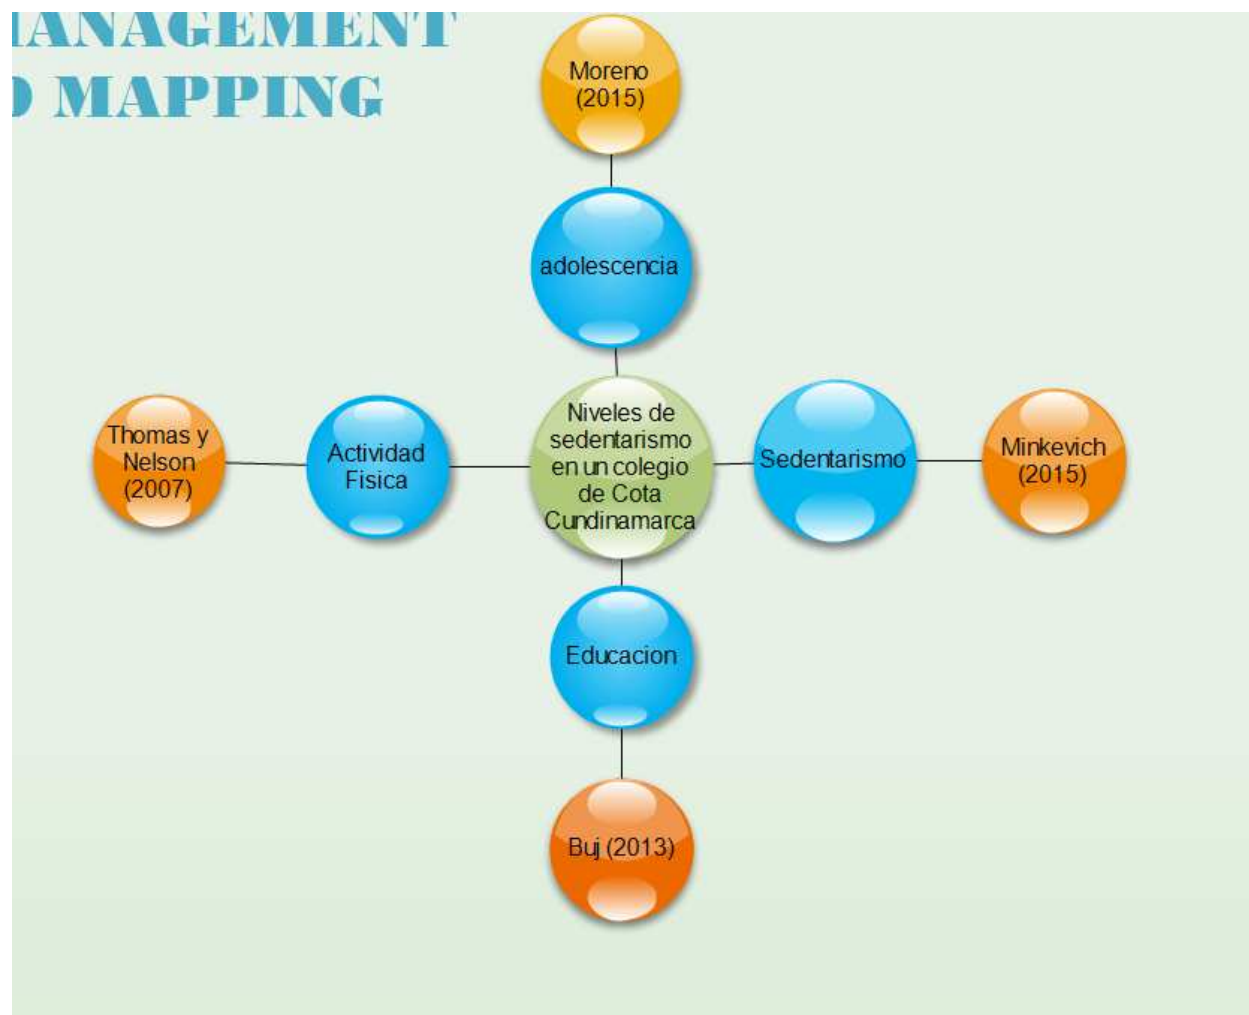 MANAGEMENT
MAPPING
Moreno
(2015)
adolescencia
Thomas y
Nelson
(2007)
Actividad
Fisica
Niveles de
sedentarismo
en un colegio
de Cota
Cundinamarca
Sedentarismo
Minkevich
(2015)
Educacion
Buj (2013)